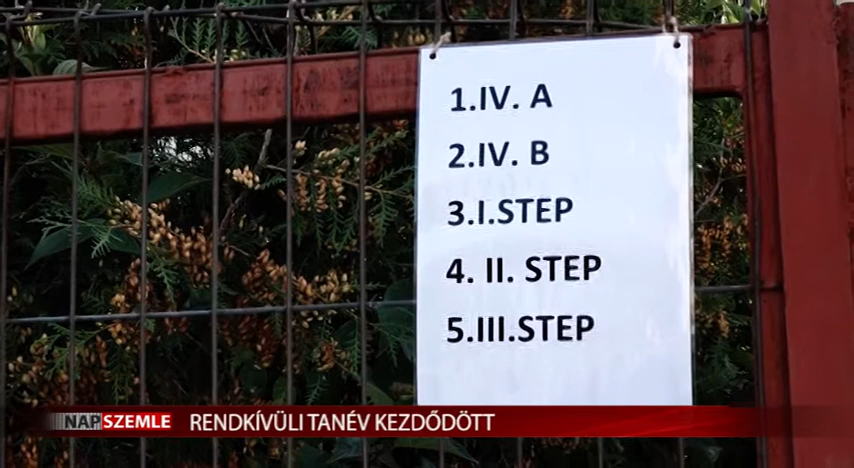 1.IV. A
2.IV. B
3.I.STEP
4. II. STEP
5.III.STEP
NAPSZEMLE RENDKÍVÜLI TANÉV KEZDŐDÖTT